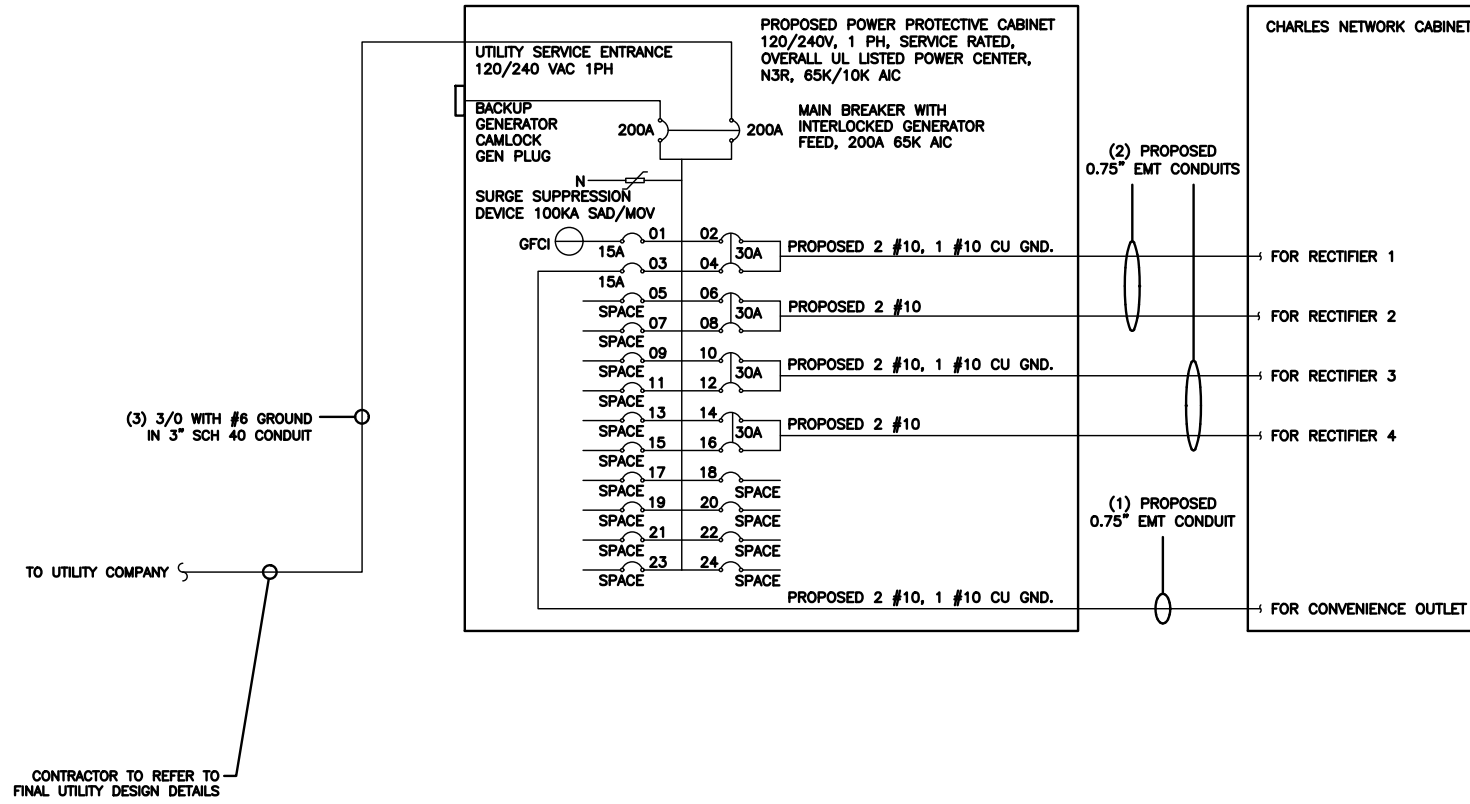 UTILITY SERVICE ENTRANCE
120/240 VAC 1PH
PROPOSED POWER PROTECTIVE CABINET
120/240V, 1 PH, SERVICE RATED,
OVERALL UL LISTED POWER CENTER,
N3R, 65K/10K AIC
CHARLES NETWORK CABINET
BACKUP
GENERATOR
CAMLOCK
GEN PLUG
200A
200A
MAIN BREAKER WITH
INTERLOCKED GENERATOR
FEED, 200A 65K AIC
(2) PROPOSED
0.75" EMT CONDUITS
N
SURGE SUPPRESSION
DEVICE 100KA SAD/MOV
GFCI
15A
01
02
30A
PROPOSED 2 #10, 1 #10 CU GND.
FOR RECTIFIER 1
15A
03
04
SPACE
05
06
30A
PROPOSED 2 #10
FOR RECTIFIER 2
SPACE
07
08
SPACE
09
10
30A
PROPOSED 2 #10, 1 #10 CU GND.
FOR RECTIFIER 3
SPACE
11
12
SPACE
13
14
30A
PROPOSED 2 #10
FOR RECTIFIER 4
SPACE
15
16
SPACE
17
18
SPACE
SPACE
19
20
SPACE
SPACE
21
22
SPACE
SPACE
23
24
SPACE
(3) 3/0 WITH #6 GROUND
IN 3" SCH 40 CONDUIT
(1) PROPOSED
0.75" EMT CONDUIT
TO UTILITY COMPANY
PROPOSED 2 #10, 1 #10 CU GND.
FOR CONVENIENCE OUTLET
CONTRACTOR TO REFER TO
FINAL UTILITY DESIGN DETAILS